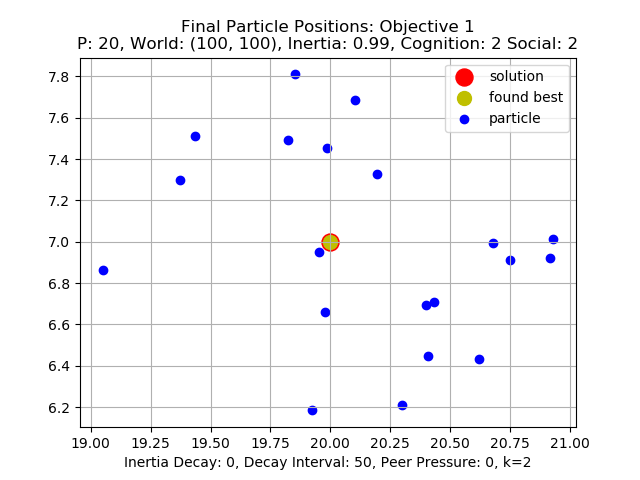 Final Particle Positions: Objective 1
P: 20, World: (100, 100), Inertia: 0.99, Cognition: 2 Social: 2
solution
found best
particle
7.8
7.6
7.4
7.2
7.0
6.8
6.6
6.4
6.2
19.00 19.25 19.50 19.75 20.00 20.25 20.50 20.75 21.00
Inertia Decay: 0, Decay Interval: 50, Peer Pressure: 0, k=2